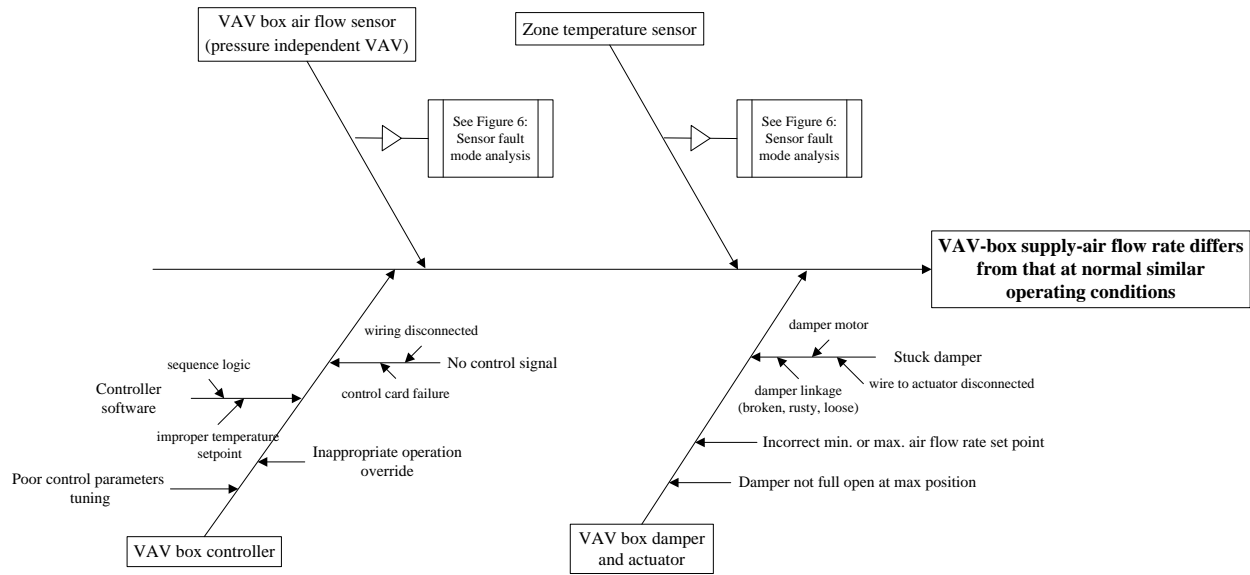 VAV box air flow sensor
(pressure independent VAV)
Zone temperature sensor
See Figure 6:
Sensor fault
mode analysis
See Figure 6:
Sensor fault
mode analysis
VAV-box supply-air flow rate differs
from that at normal similar
operating conditions
wiring disconnected
No control signal
control card failure
sequence logic
Controller
software
improper temperature
setpoint
Inappropriate operation
override
Poor control parameters
tuning
VAV box controller
damper motor
Stuck damper
wire to actuator disconnected
damper linkage
(broken, rusty, loose)
Incorrect min. or max. air flow rate set point
Damper not full open at max position
VAV box damper
and actuator